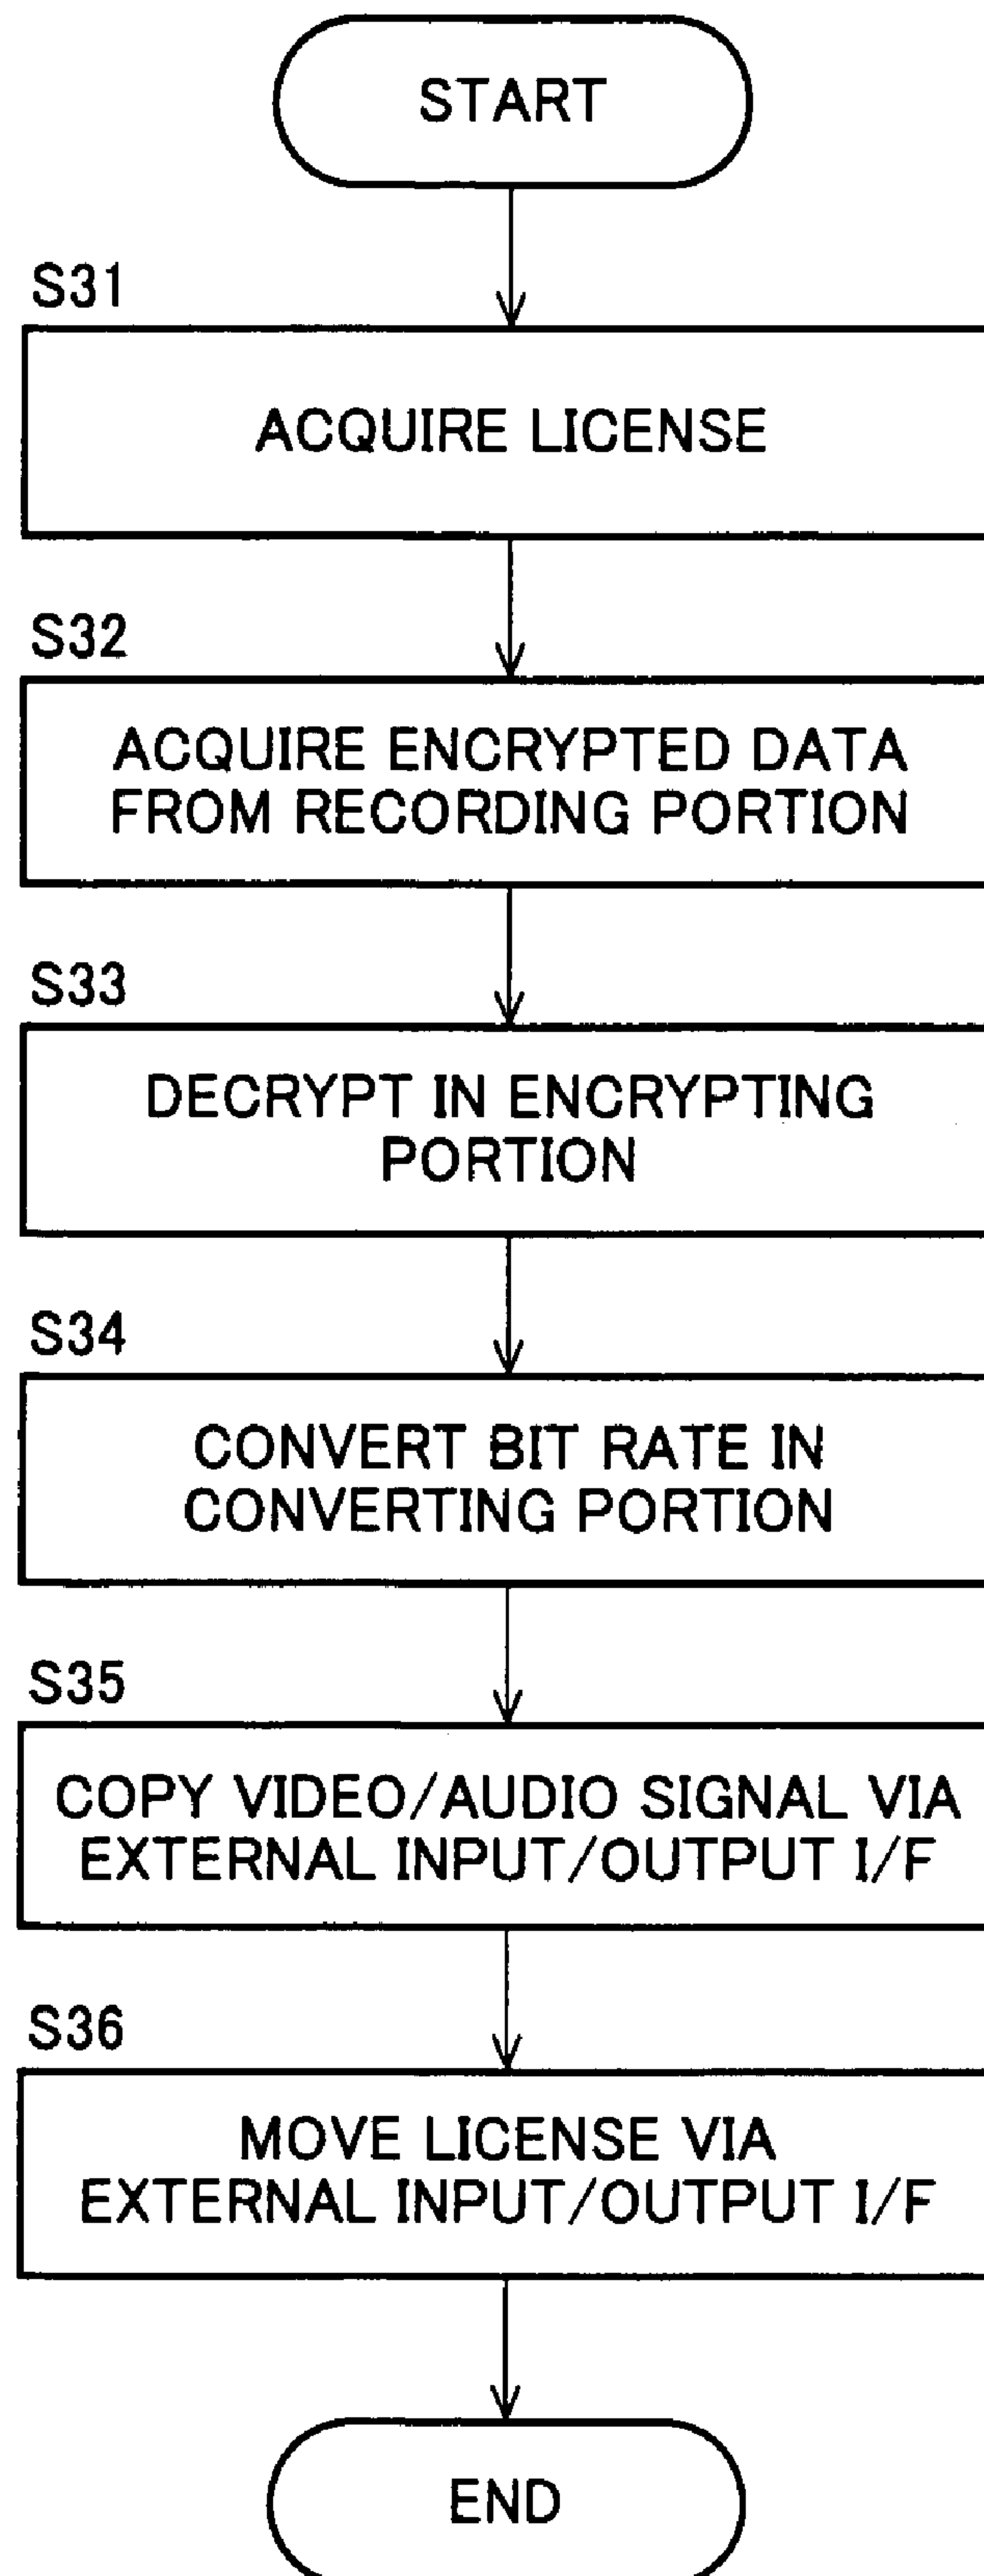 START
S31
ACQUIRE LICENSE
S32
ACQUIRE ENCRYPTED DATA
FROM RECORDING PORTION
S33
DECRYPT IN ENCRYPTING
PORTION
S34
CONVERT BIT RATE IN
CONVERTING PORTION
S35
COPY VIDEO/AUDIO SIGNAL VIA
EXTERNAL INPUT/OUTPUT I/F
S36
MOVE LICENSE VIA
EXTERNAL INPUT/OUTPUT I/F
END